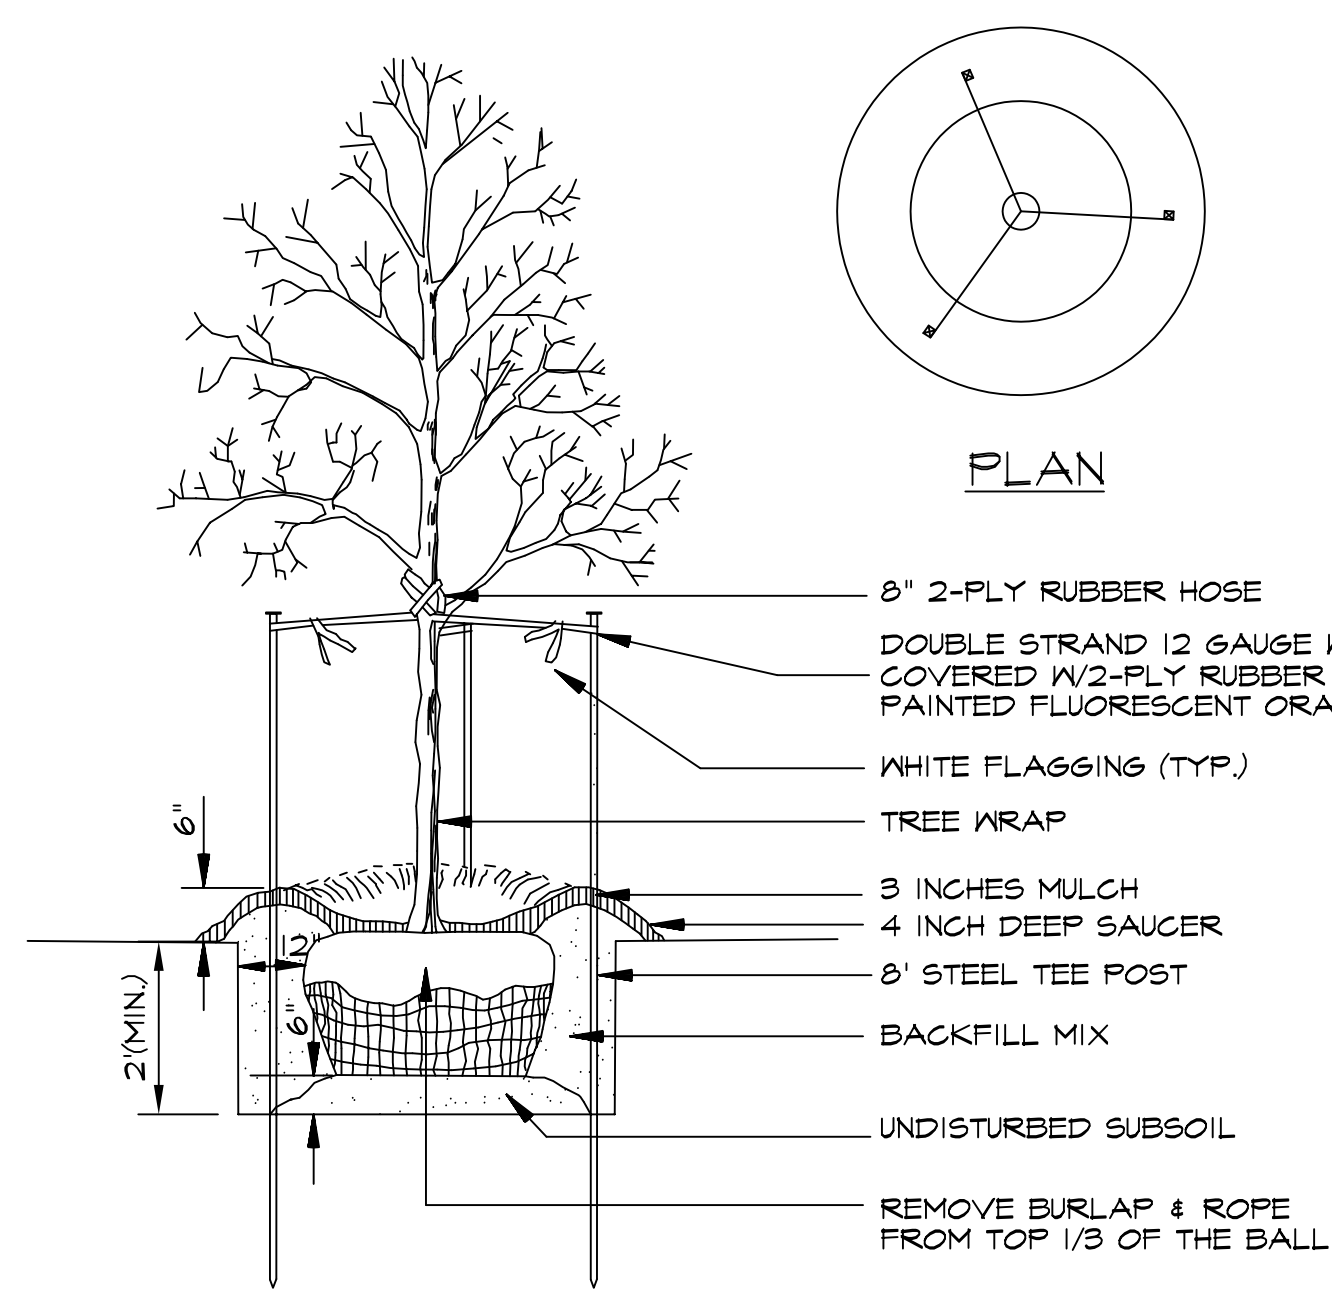 PLAN
8" 2-PLY RUBBER HOSE
DOUBLE STRAND 12 GAUGE
COVERED W/2-PLY RUBBER
PAINTED FLUORESCENT
WHITE FLAGGING (TYP.)
TREE WRAP
6"
3 INCHES MULCH
4 INCH DEEP SAUCER
12"
8' STEEL TEE POST
2'(MIN.)
6"
BACKFILL MIX
UNDISTURBED SUBSOIL
REMOVE BURLAP & ROPE
FROM TOP 1/3 OF THE BALL